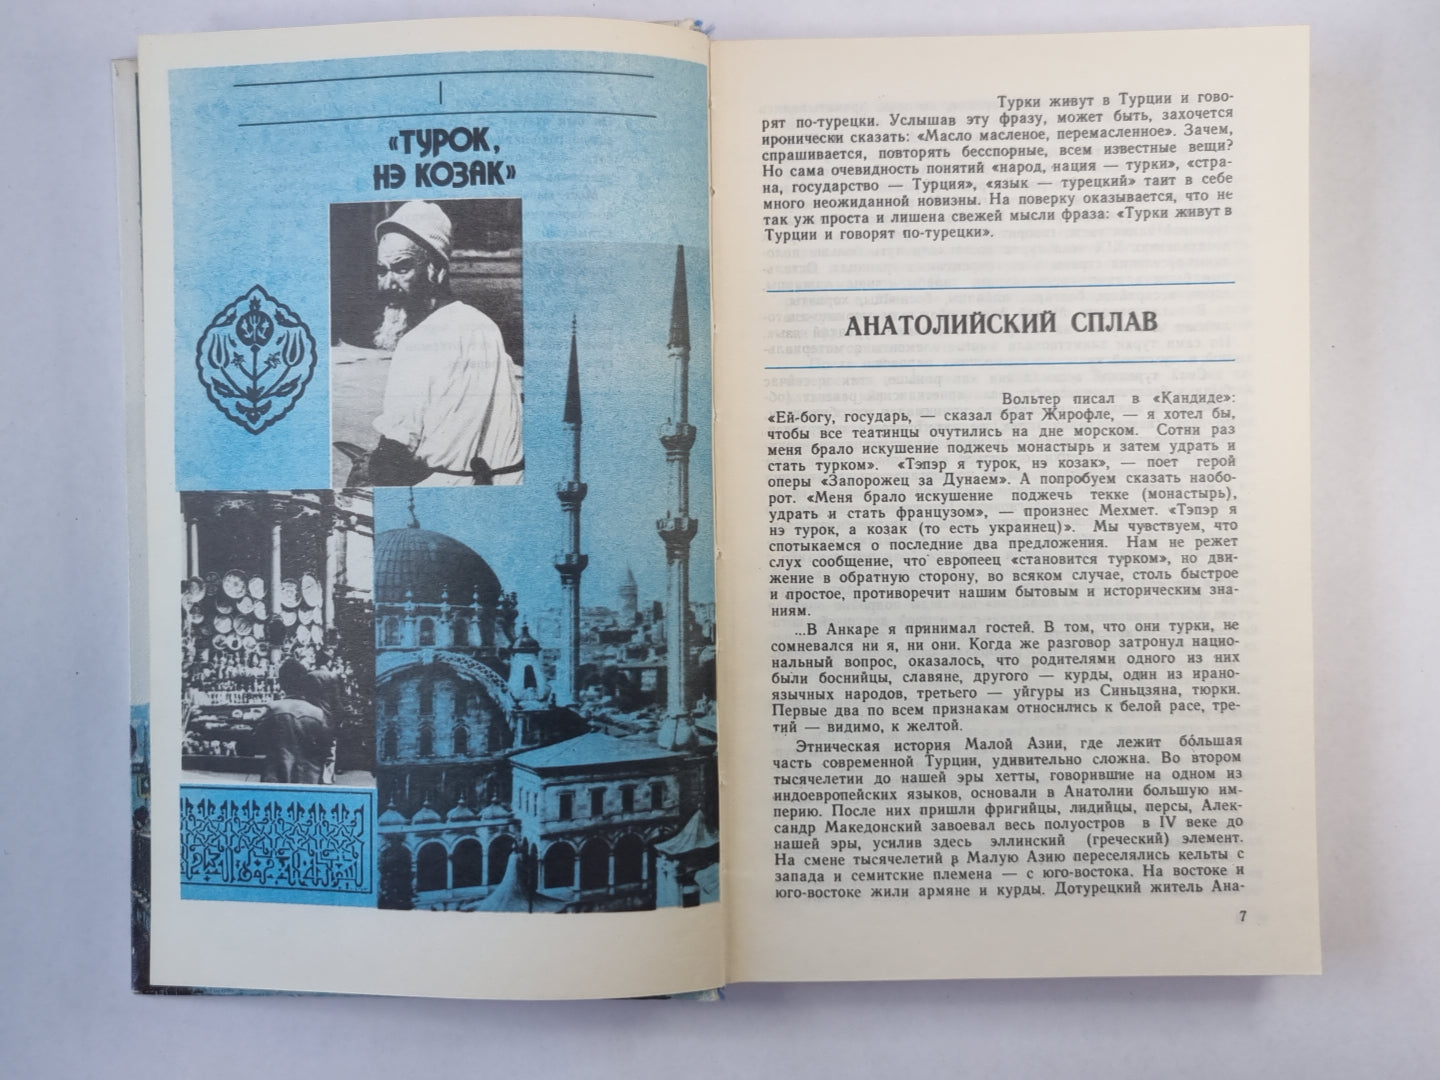 I
«ТУРОК,
НЭ КОЗАК»
Турки живут в Турции и гово-
рят по-турецки. Услышав эту фразу, может быть, захочется
иронически сказать: «Масло масленое, перемасленное». Зачем,
спрашивается, повторять бесспорные, всем известные вещи?
Но сама очевидность понятий «народ, нация — турки», «стра-
на, государство — Турция», «язык — турецкий» таит в себе
много неожиданной новизны. На поверку оказывается, что не
так уж проста и лишена свежей мысли фраза: «Турки живут в
Турции и говорят по-турецки».
АНАТОЛИЙСКИЙ СПЛАВ
Вольтер писал в «Кандиде»:
«Ей-богу, государь, — сказал брат Жирофле, — я хотел бы,
чтобы все театинцы очутились на дне морском. Сотни раз
меня брало искушение поджечь монастырь и затем удрать и
стать турком». «Тэпэр я турок, нэ козак», — поет герой
оперы «Запорожец за Дунаем». А попробуем сказать наобо-
рот. «Меня брало искушение поджечь текке (монастырь),
удрать и стать французом», — произнес Мехмет. «Тэпэр я
нэ турок, а козак (то есть украинец)». Мы чувствуем, что
спотыкаемся о последние два предложения. Нам не режет
слух сообщение, что европеец «становится турком», но дви-
жение в обратную сторону, во всяком случае, столь быстрое
и простое, противоречит нашим бытовым и историческим зна-
ниям.
...В Анкаре я принимал гостей. В том, что они турки, не
сомневался ни я, ни они. Когда же разговор затронул нацио-
нальный вопрос, оказалось, что родителями одного из них
были боснийцы, славяне, другого — курды, один из ирано-
язычных народов, третьего — уйгуры из Синьцзяна, тюрки.
Первые два по всем признакам относились к белой расе, тре-
тий — видимо, к желтой.
Этническая история Малой Азии, где лежит бо́льшая
часть современной Турции, удивительно сложна. Во втором
тысячелетии до нашей эры хетты, говорившие на одном из
индоевропейских языков, основали в Анатолии большую им-
перию. После них пришли фригийцы, лидийцы, персы, Алек-
сандр Македонский завоевал весь полуостров в IV веке до
нашей эры, усилив здесь эллинский (греческий) элемент.
На смене тысячелетий в Малую Азию переселялись кельты с
запада и семитские племена — с юго-востока. На востоке и
юго-востоке жили армяне и курды. Дотурецкий житель Ана-
7